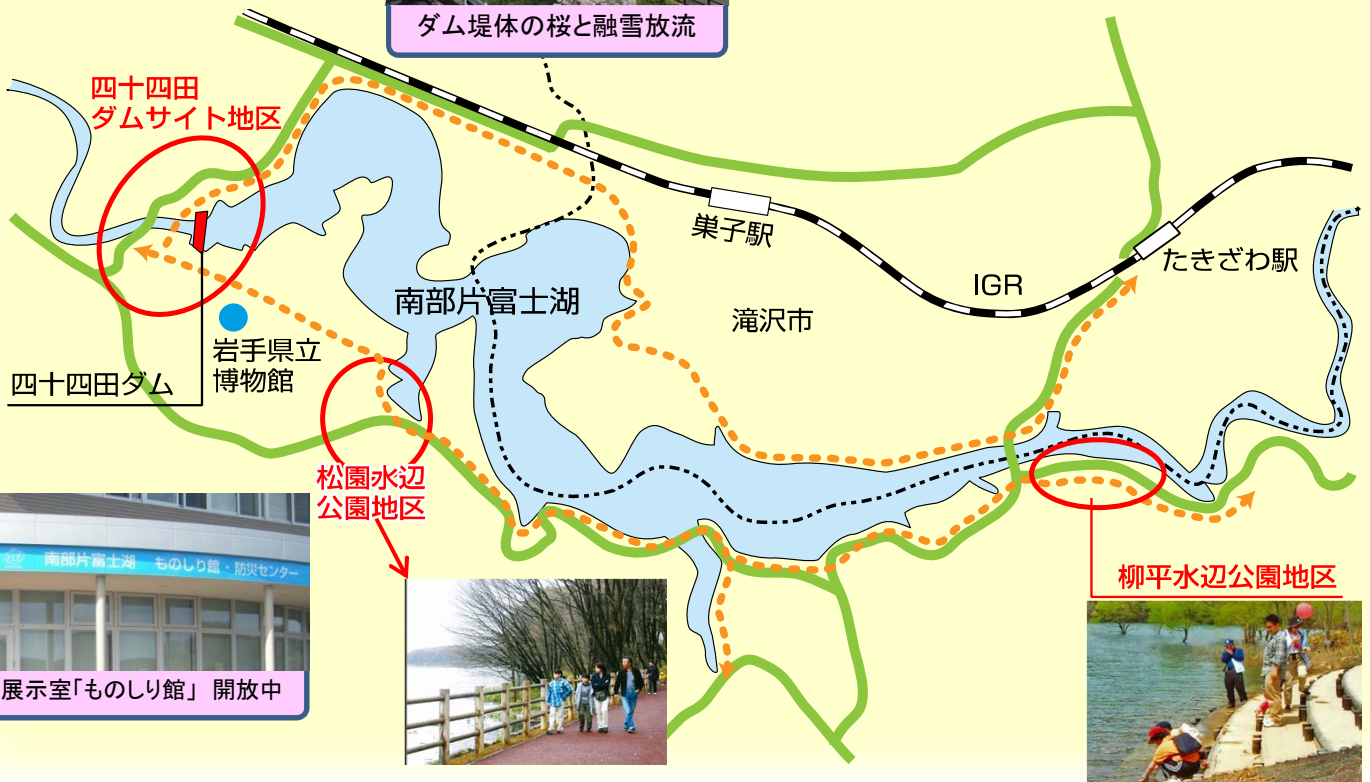 ダム堤体の桜と融雪放流
四十四田
ダムサイト地区
巣子駅
たきざわ駅
IGR
南部片富士湖
滝沢市
岩手県立
博物館
四十四田ダム
松園水辺
公園地区
南部片富士湖 ものしり館・防災センター
柳平水辺公園地区
展示室「ものしり館」 開放中